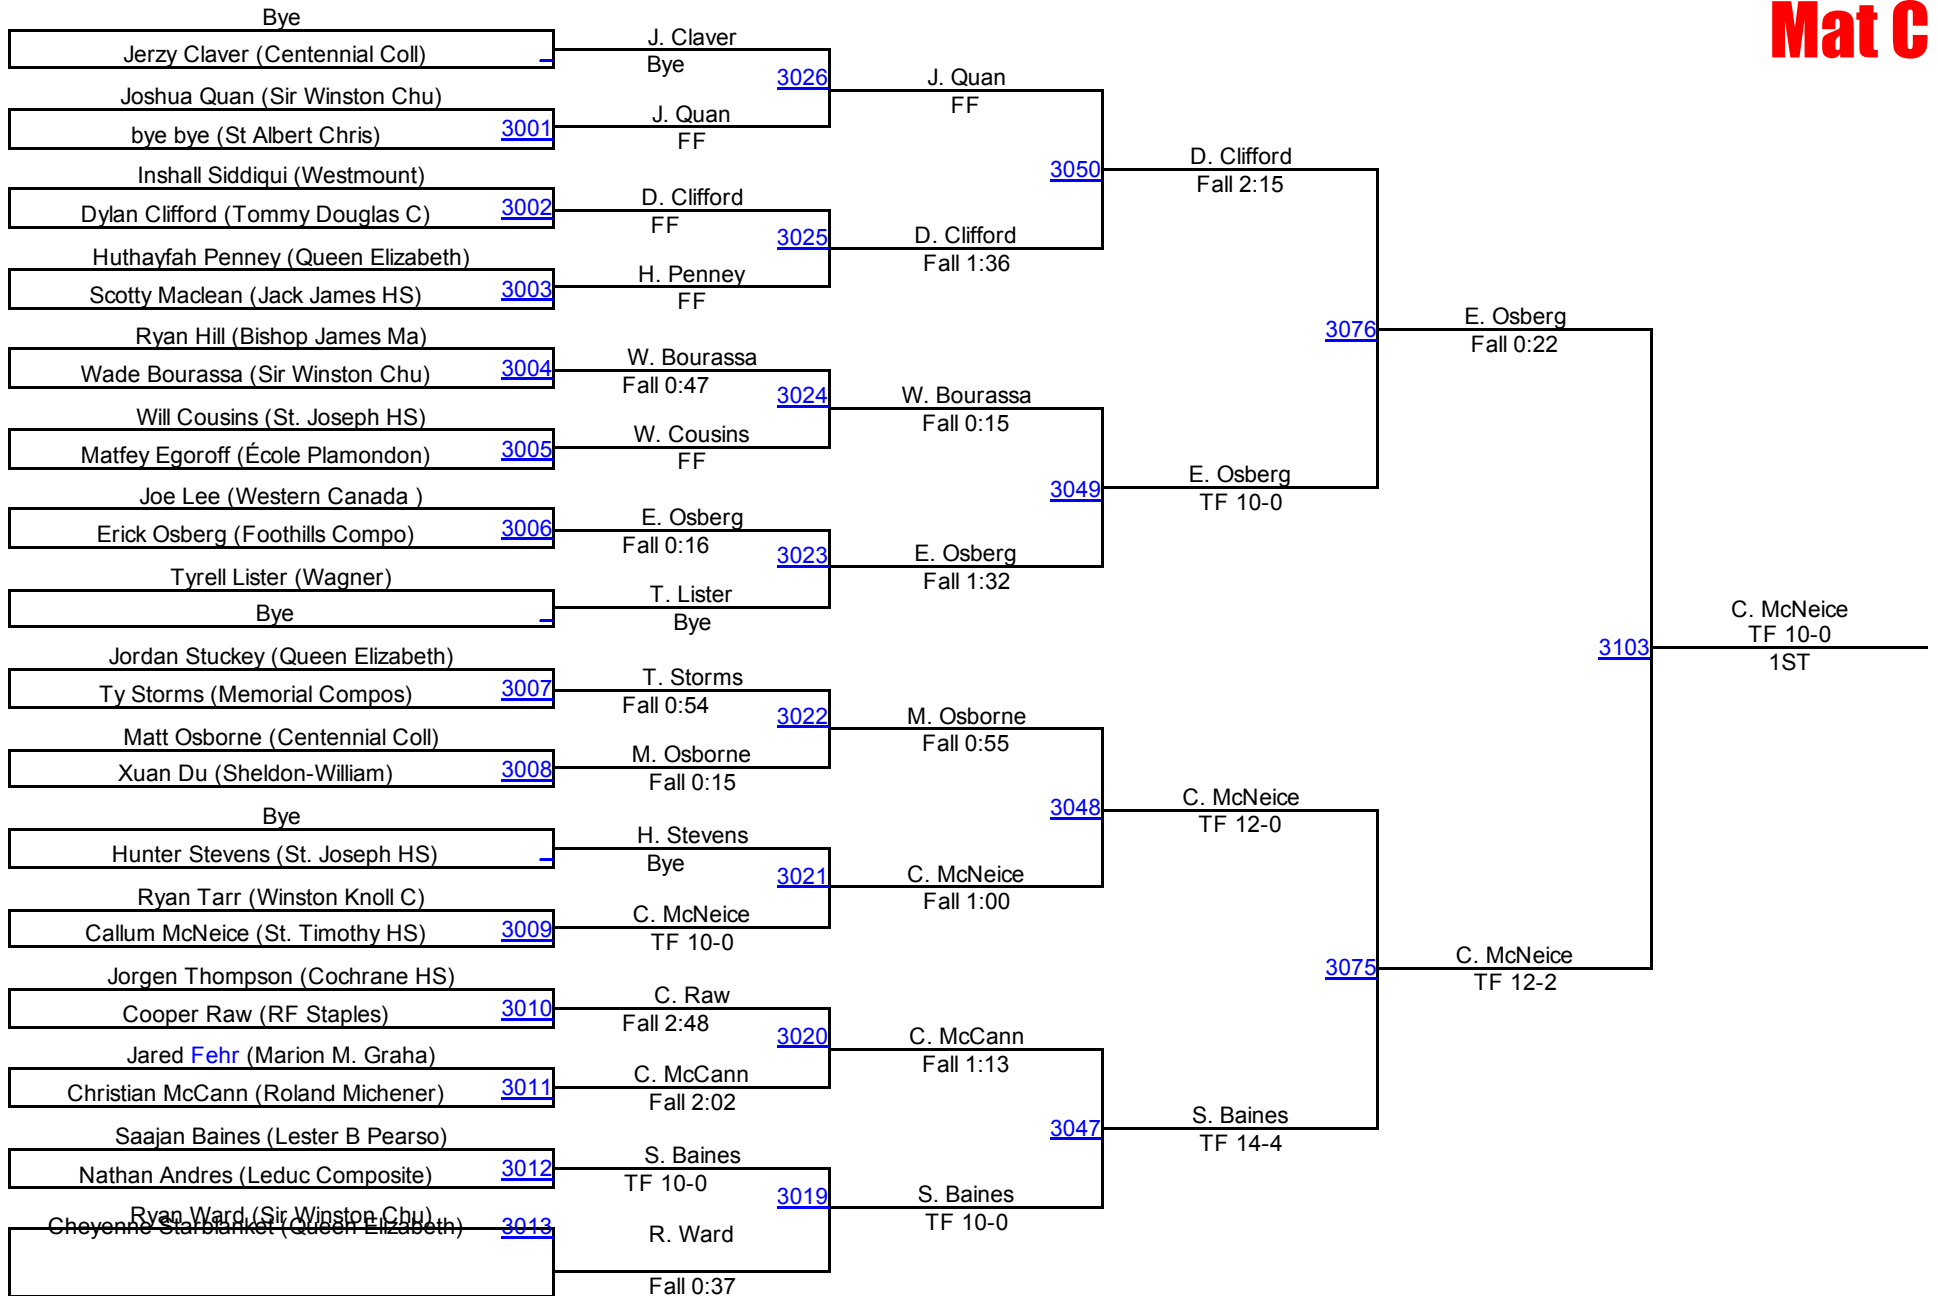 Mat C
Bye
Jerzy Claver (Centennial Coll)
Joshua Quan (Sir Winston Chu)
bye bye (St Albert Chris)
3001
Inshall Siddiqui (Westmount)
Dylan Clifford (Tommy Douglas C)
3002
Huthayfah Penney (Queen Elizabeth)
Scotty Maclean (Jack James HS)
3003
Ryan Hill (Bishop James Ma)
Wade Bourassa (Sir Winston Chu)
3004
Will Cousins (St. Joseph HS)
Matfey Egoroff (École Plamondon)
3005
Joe Lee (Western Canada )
Erick Osberg (Foothills Compo)
3006
Tyrell Lister (Wagner)
Bye
Jordan Stuckey (Queen Elizabeth)
Ty Storms (Memorial Compos)
3007
Matt Osborne (Centennial Coll)
Xuan Du (Sheldon-William)
3008
Bye
Hunter Stevens (St. Joseph HS)
Ryan Tarr (Winston Knoll C)
Callum McNeice (St. Timothy HS)
3009
Jorgen Thompson (Cochrane HS)
Cooper Raw (RF Staples)
3010
Jared Fehr (Marion M. Graha)
Christian McCann (Roland Michener)
3011
Saajan Baines (Lester B Pearso)
Nathan Andres (Leduc Composite)
3012
Ryan Ward (Sir Winston Chu)
Cheyenne Starblanket (Queen Elizabeth)
3013
J. Claver
Bye
3026
J. Quan
FF
D. Clifford
FF
3025
H. Penney
FF
W. Bourassa
Fall 0:47
3024
W. Cousins
FF
E. Osberg
Fall 0:16
3023
T. Lister
Bye
T. Storms
Fall 0:54
3022
M. Osborne
Fall 0:15
H. Stevens
Bye
3021
C. McNeice
TF 10-0
C. Raw
Fall 2:48
3020
C. McCann
Fall 2:02
S. Baines
TF 10-0
3019
R. Ward
Fall 0:37
J. Quan
FF
3050
D. Clifford
Fall 1:36
W. Bourassa
Fall 0:15
3049
E. Osberg
Fall 1:32
M. Osborne
Fall 0:55
3048
C. McNeice
Fall 1:00
C. McCann
Fall 1:13
3047
S. Baines
TF 10-0
D. Clifford
Fall 2:15
3076
E. Osberg
TF 10-0
C. McNeice
TF 12-0
3075
S. Baines
TF 14-4
E. Osberg
Fall 0:22
3103
C. McNeice
TF 12-2
C. McNeice
TF 10-0
1ST